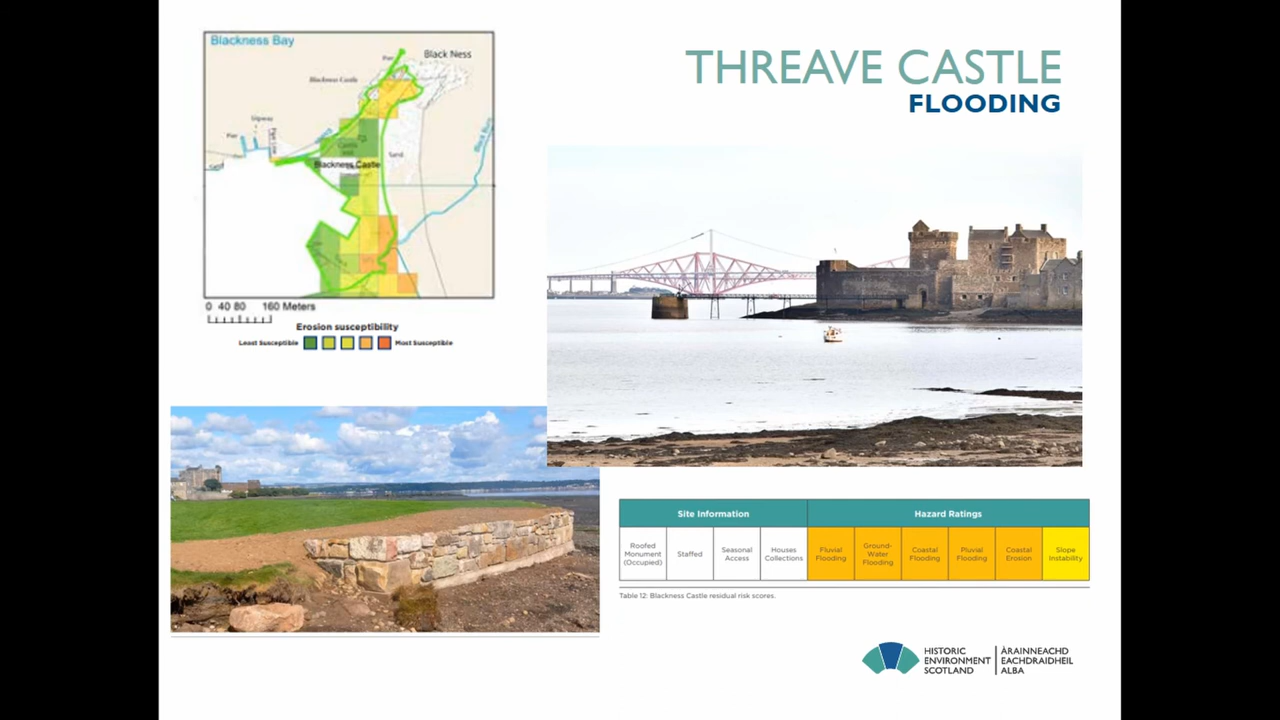 THREAVE CASTLE
FLOODING
Blackness Bay
Black Ness
Pier
Blackness Castle
Slipway
Pier
Sand
Blackness Castle
0 40 80 160 Meters
Erosion susceptibility
Least Susceptible
Most Susceptible
Site Information
Hazard Ratings
Roofed
Monument
(Occupied)
Staffed
Seasonal
Access
Houses
Collections
Fluvial
Flooding
Ground-
Water
Flooding
Coastal
Flooding
Pluvial
Flooding
Coastal
Erosion
Slope
Instability
Table 12: Blackness Castle residual risk scores.
HISTORIC
ENVIRONMENT
SCOTLAND
ÀRAINNEACHD
EACHDRAIDHEIL
ALBA